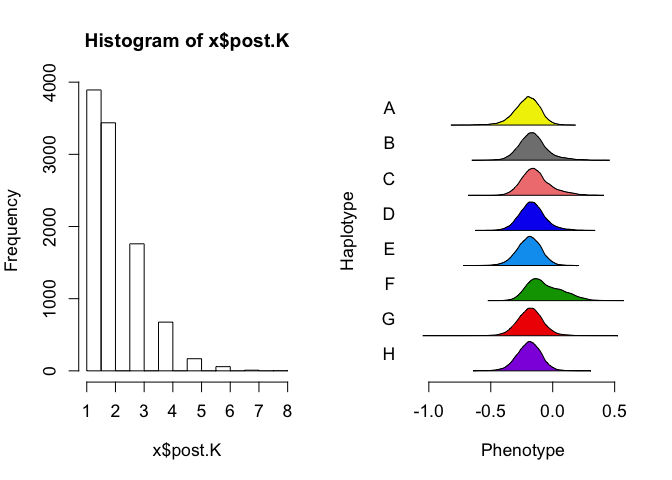 Histogram of x$post.K
Frequency
4000
3000
2000
1000
0
1 2 3 4 5 6 7 8
x$post.K
Haplotype
A
B
C
D
E
F
G
H
-1.0 -0.5 0.0 0.5
Phenotype